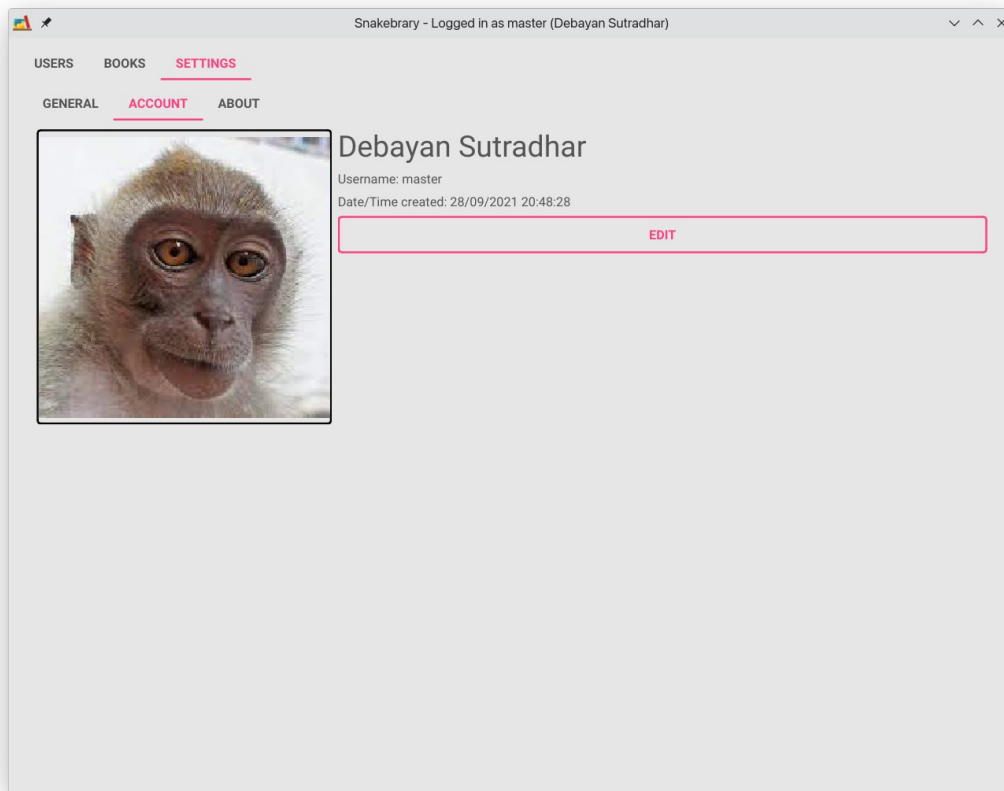 Snakebrary - Logged in as master (Debayan Sutradhar)
USERS BOOKS SETTINGS
GENERAL ACCOUNT ABOUT
Debayan Sutradhar
Username: master
Date/Time created: 28/09/2021 20:48:28
EDIT